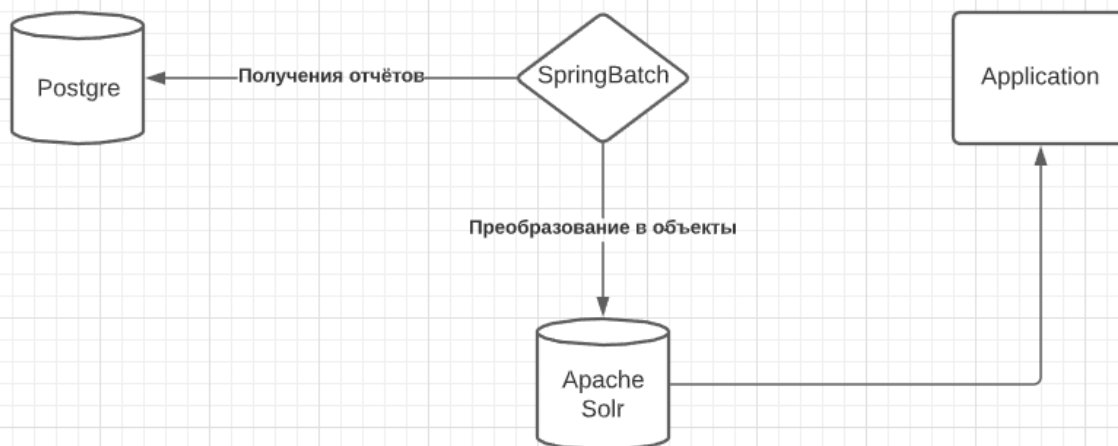 Postgre
Получения отчётов
SpringBatch
Application
Преобразование в объекты
Apache
Solr